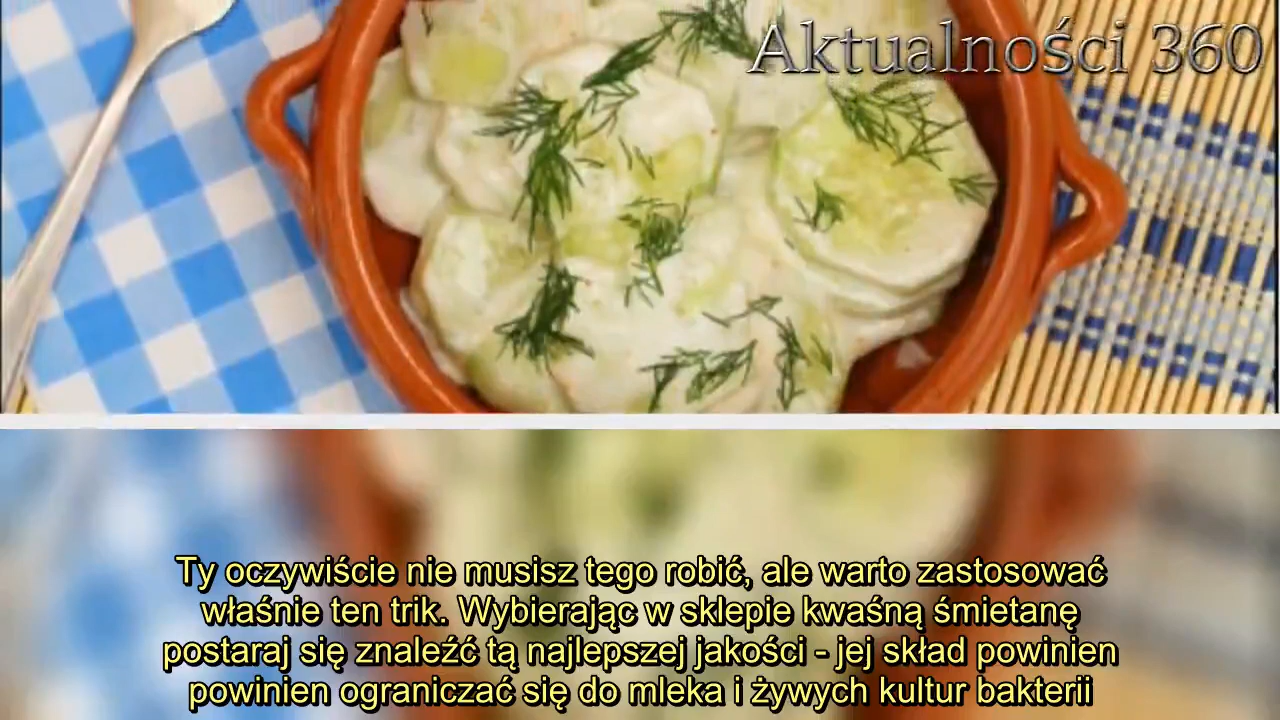 Aktualności 360
Ty oczywiście nie musisz tego robić, ale warto zastosować
właśnie ten trik. Wybierając w sklepie kwaśną śmietanę
postaraj się znaleźć tą najlepszej jakości - jej skład powinien
powinien ograniczać się do mleka i żywych kultur bakterii